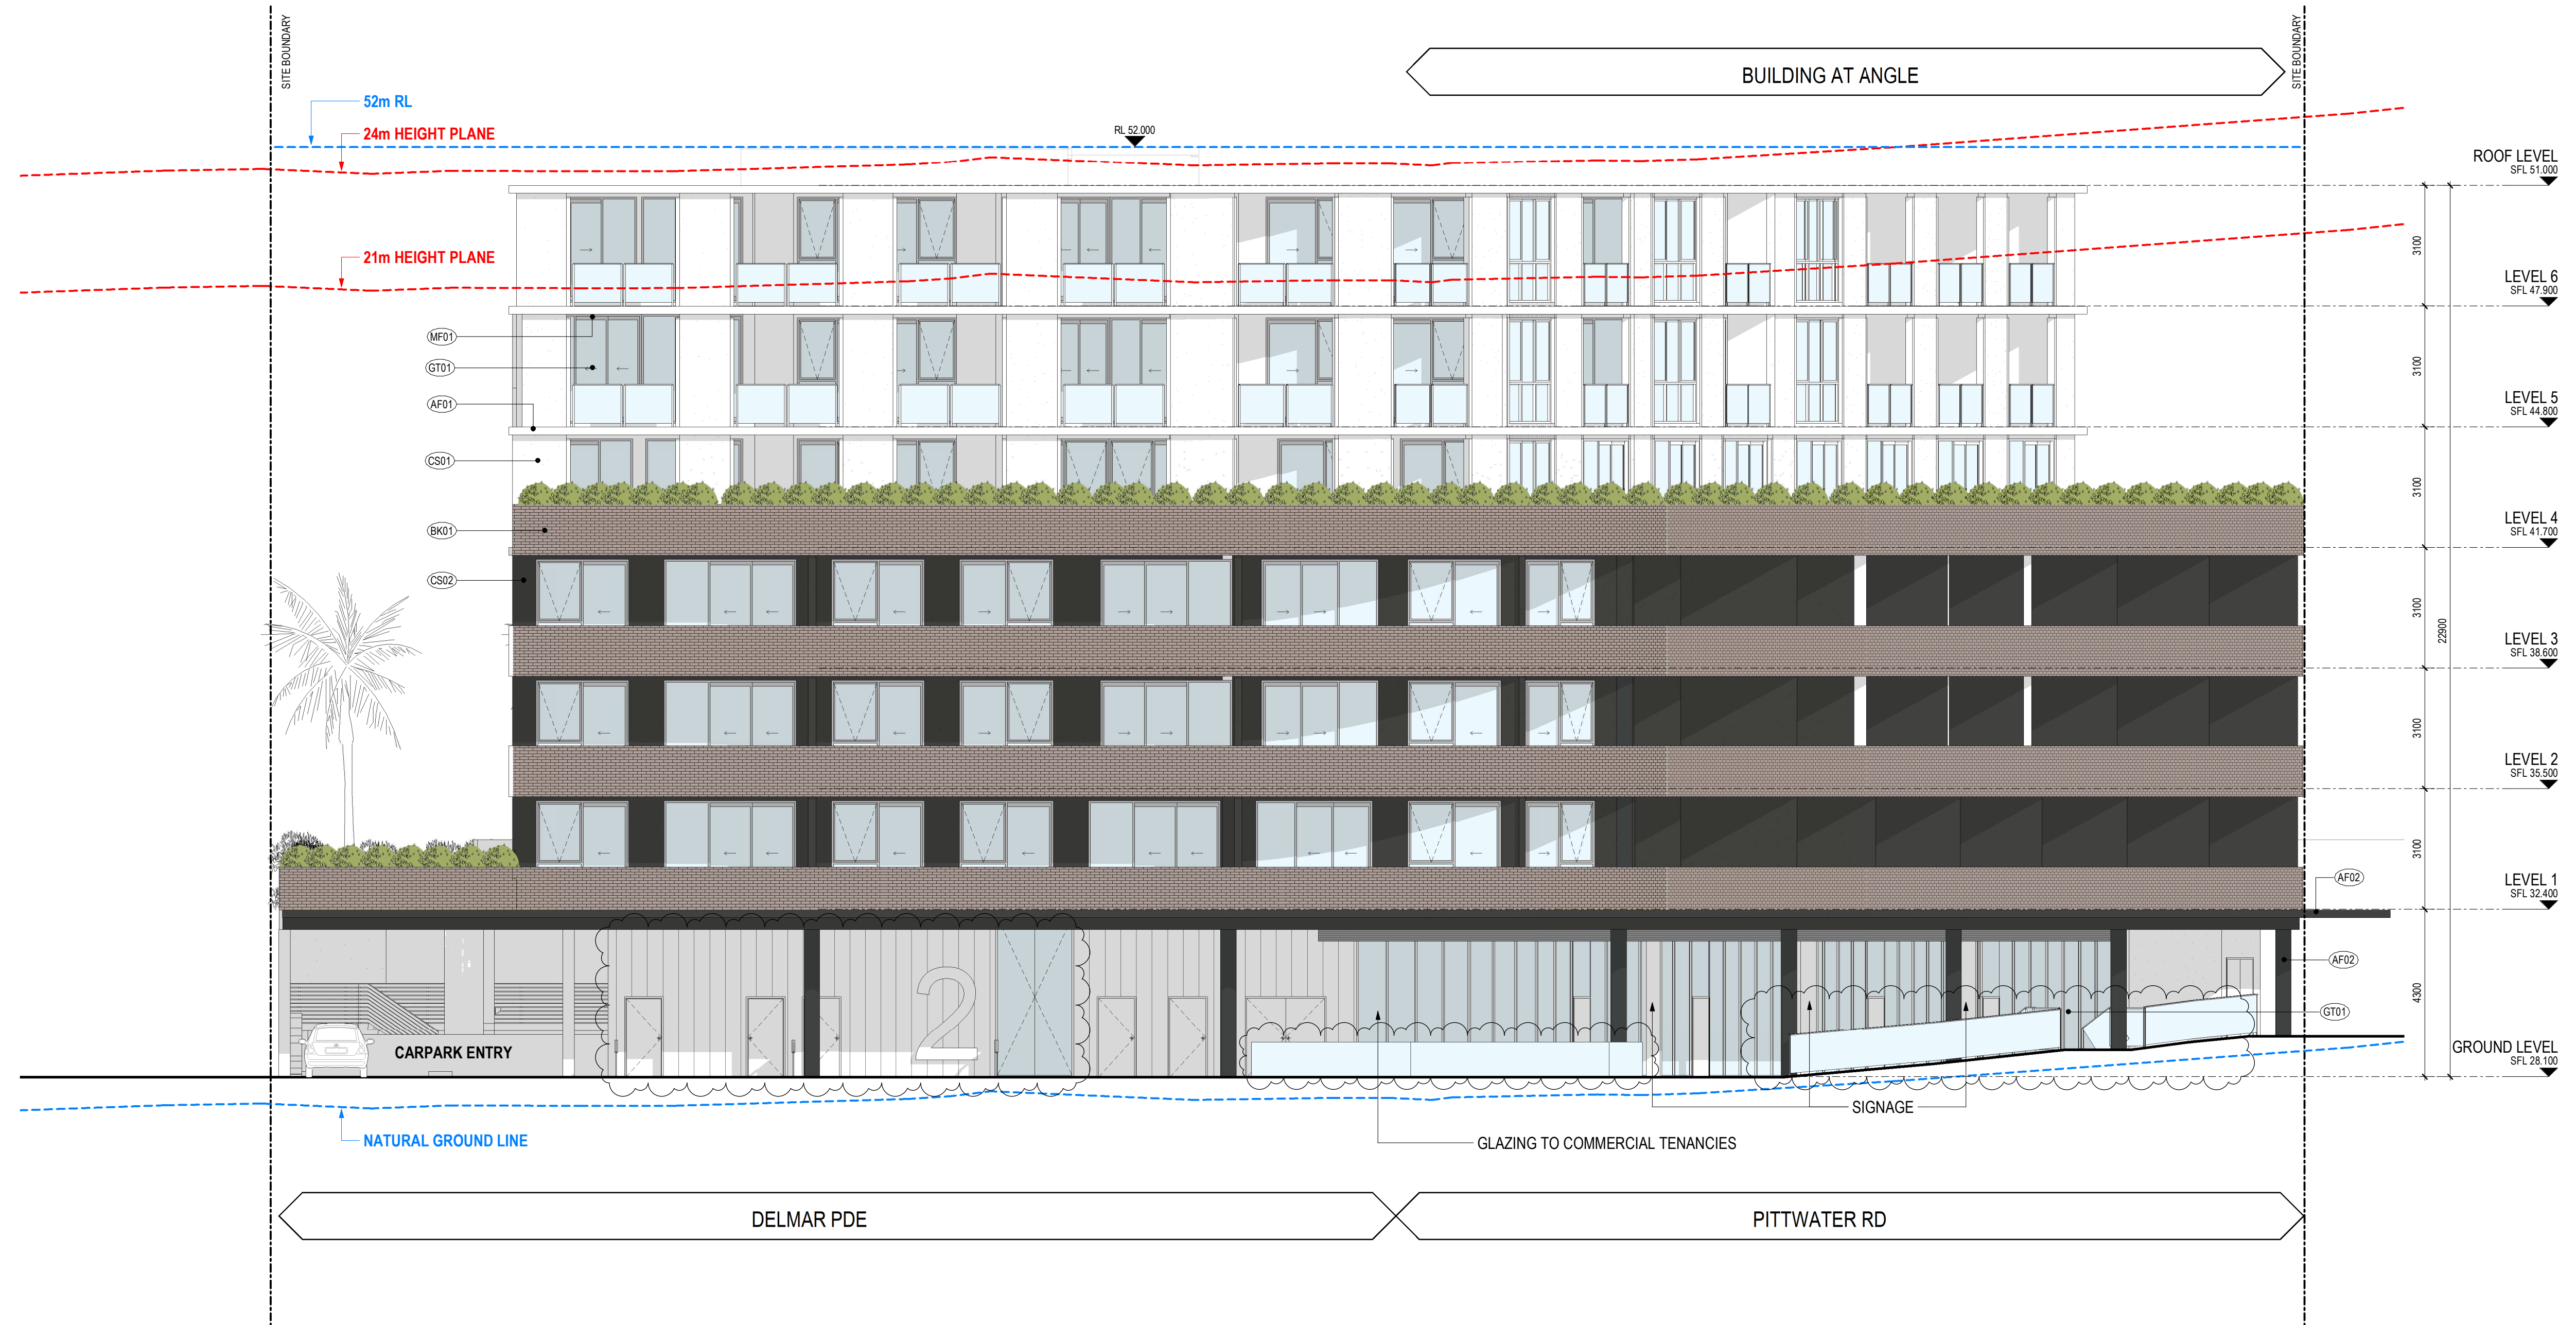 SITE BOUNDARY
SITE BOUNDARY
BUILDING AT ANGLE
52m RL
24m HEIGHT PLANE
RL 52.000
ROOF LEVEL
SFL 51.000
21m HEIGHT PLANE
3100
LEVEL 6
SFL 47.900
MF01
GT01
3100
AF01
LEVEL 5
SFL 44.800
CS01
3100
BK01
LEVEL 4
SFL 41.700
CS02
3100
22900
LEVEL 3
SFL 38.600
3100
LEVEL 2
SFL 35.500
3100
LEVEL 1
SFL 32.400
AF02
AF02
2
4300
GT01
CARPARK ENTRY
GROUND LEVEL
SFL 28.100
SIGNAGE
NATURAL GROUND LINE
GLAZING TO COMMERCIAL TENANCIES
DELMAR PDE
PITTWATER RD